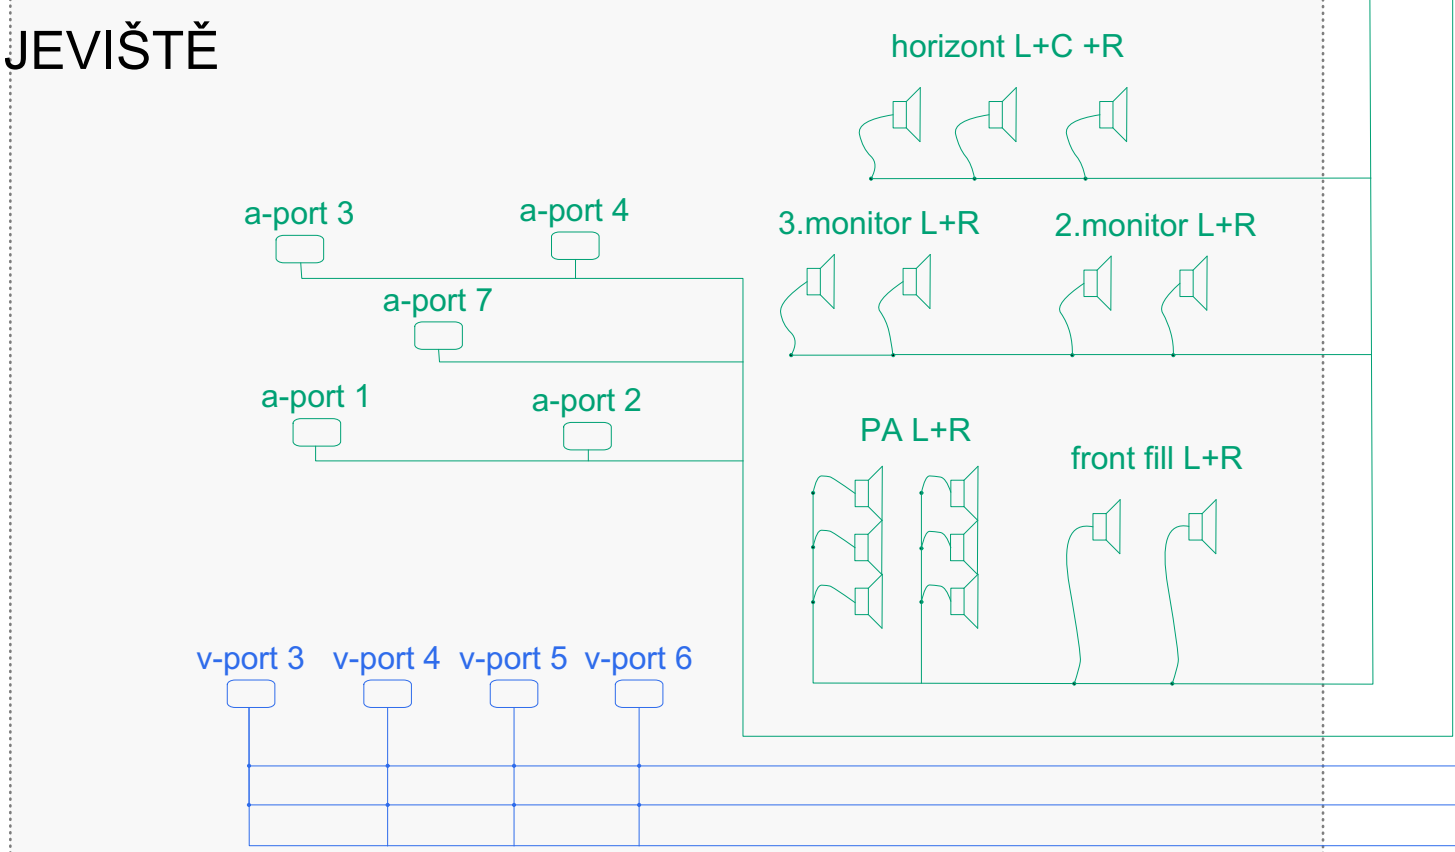 JEVIŠTĚ
horizont L+C +R
a-port 3
a-port 4
3.monitor L+R
2.monitor L+R
a-port 7
a-port 1
a-port 2
PA L+R
front fill L+R
v-port 3
v-port 4
v-port 5
v-port 6